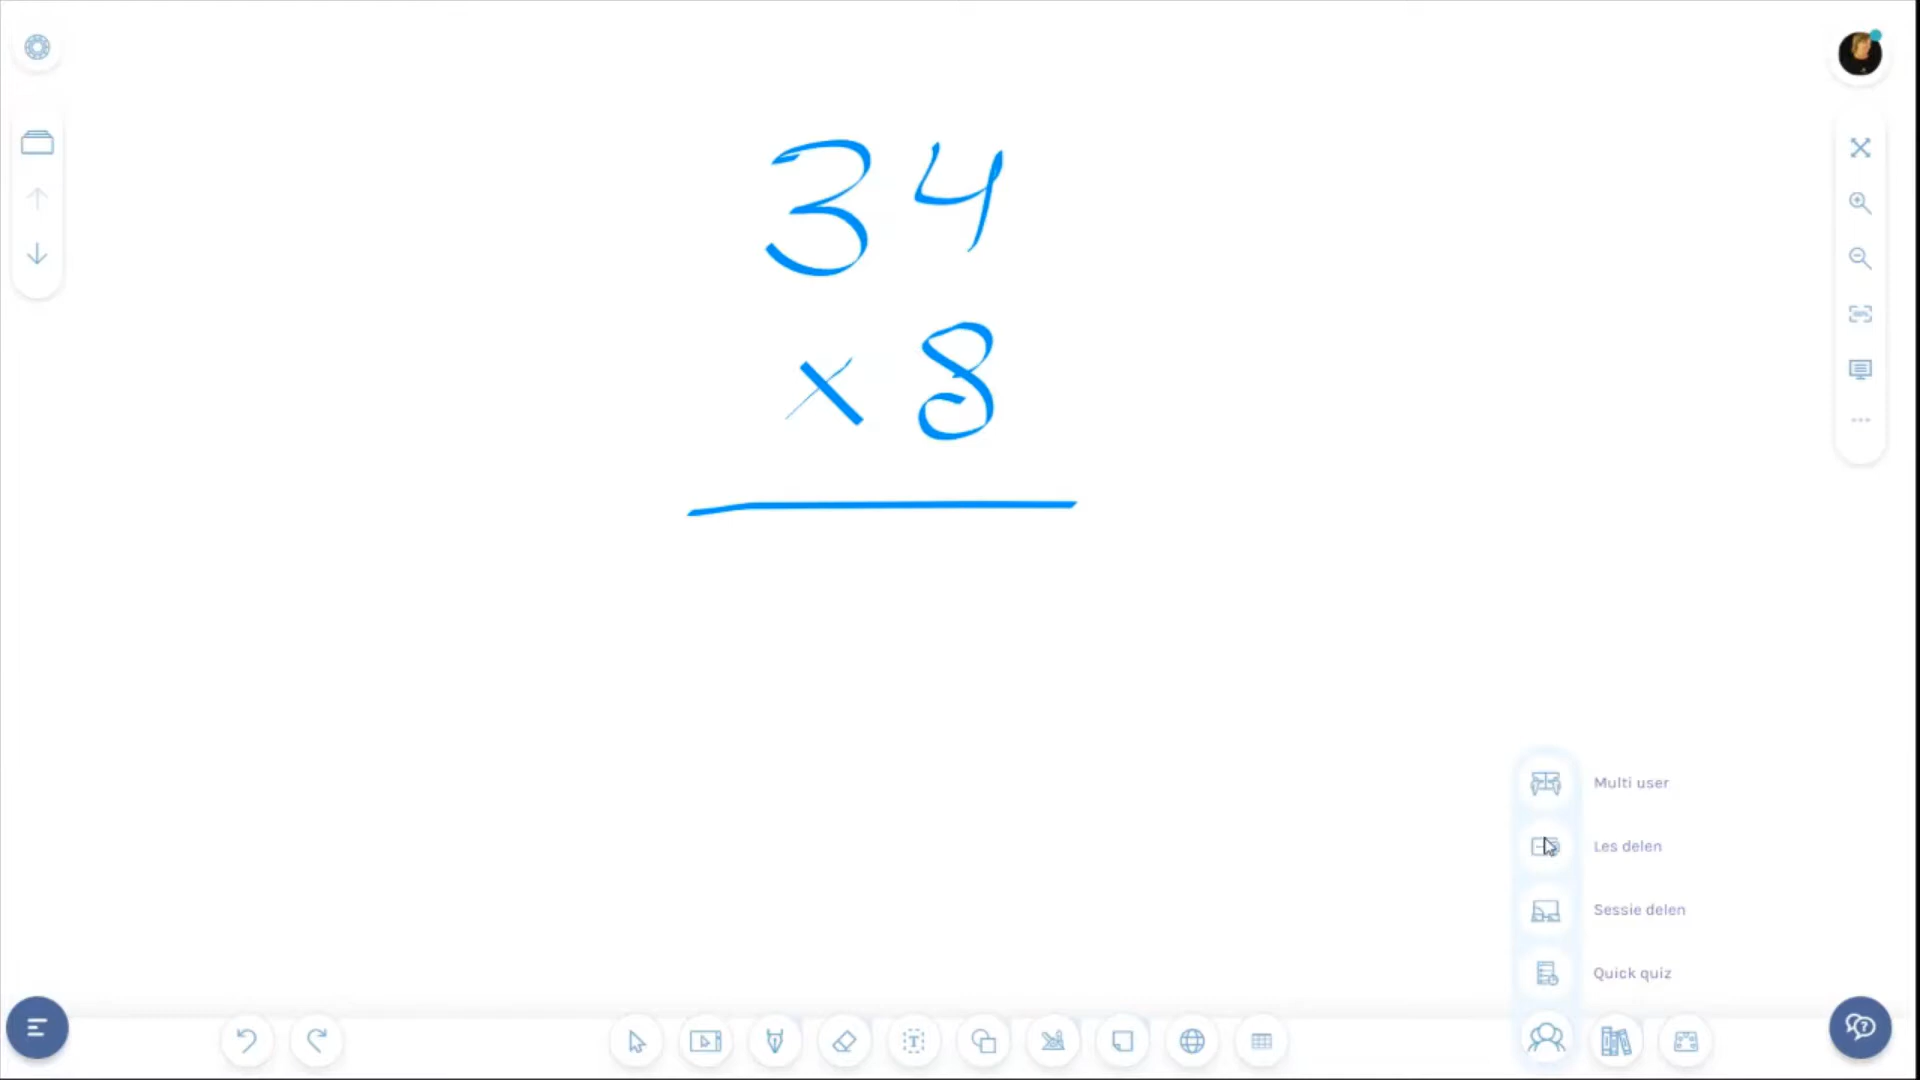 34
x 8
Multi user
Les delen
Sessie delen
Quick quiz